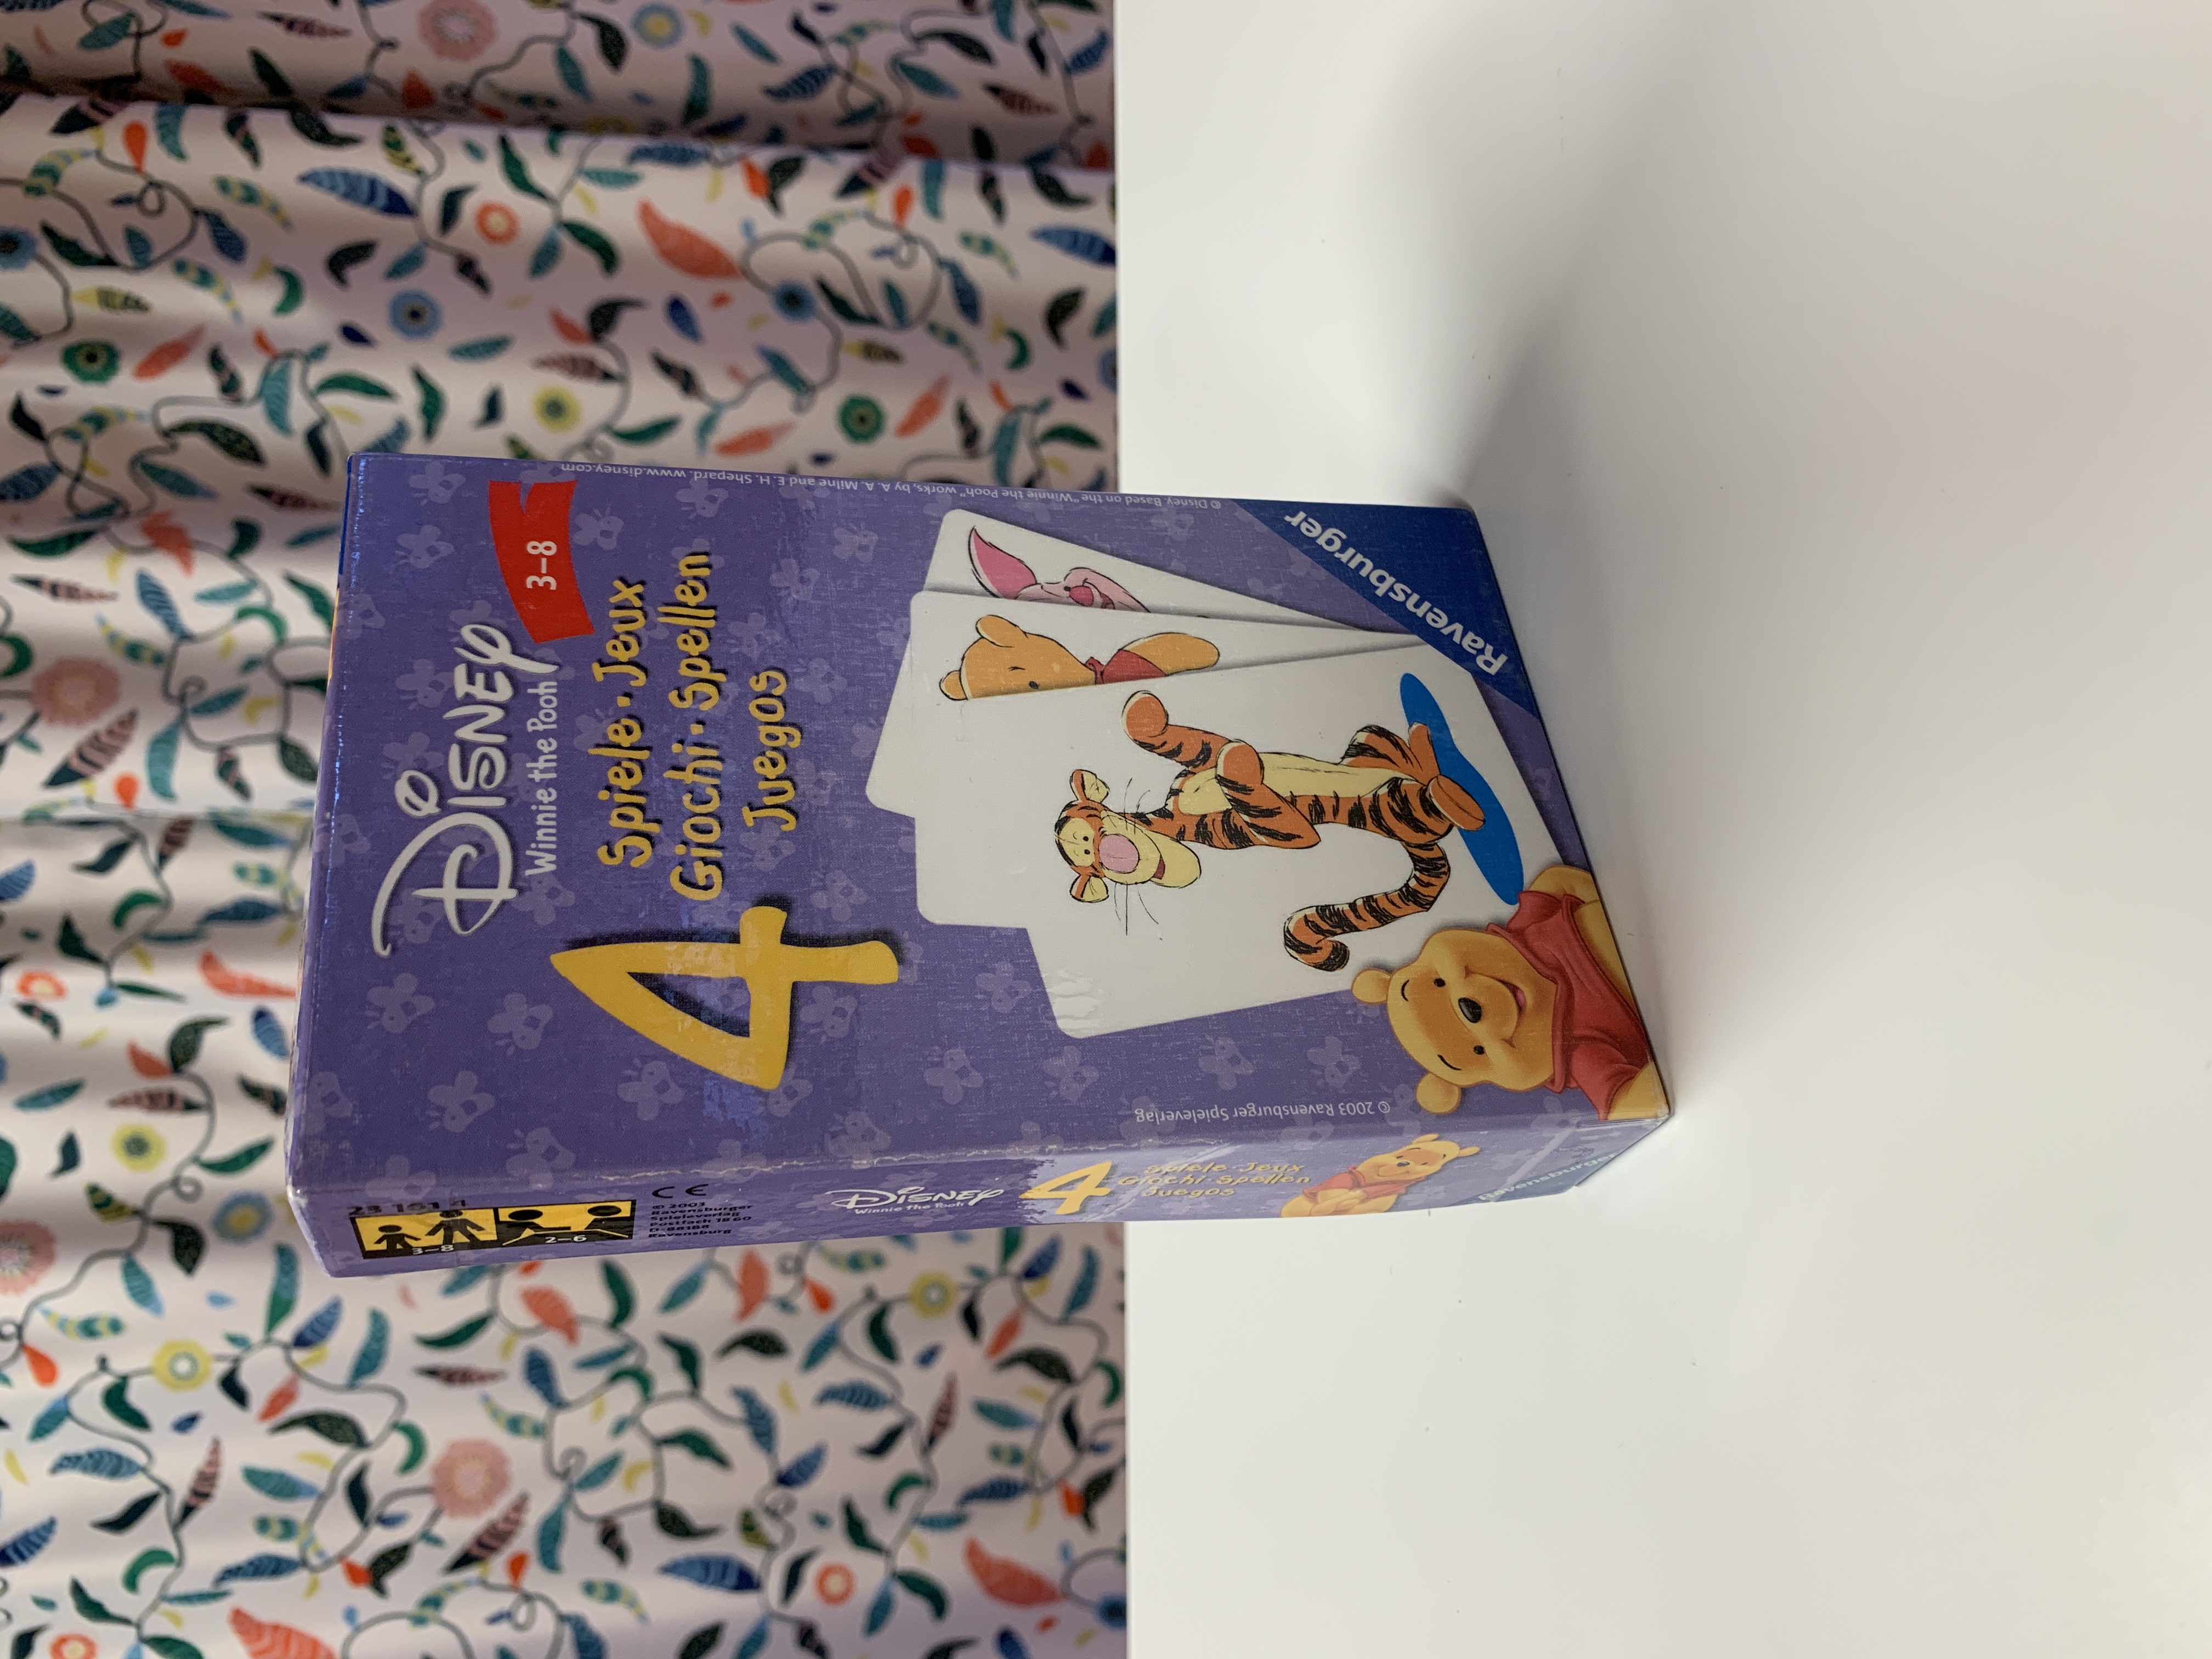 Disney
Winnie the Pooh
3-8
4
Spiele·Jeux
Giochi·Spellen
Juegos
© Disney. Based on the "Winnie the Pooh" works, by A. A. Milne and E. H. Shepard. www.disney.com
Ravensburger
© 2003 Ravensburger Spieleverlag
3-8
2-6
CE
© 2003
Ravensburger
Spieleverlag
Postfach 1860
D-88188
Ravensburg
Disney
Winnie the Pooh
4
Spiele·Jeux
Giochi·Spellen
Juegos
Ravensburger